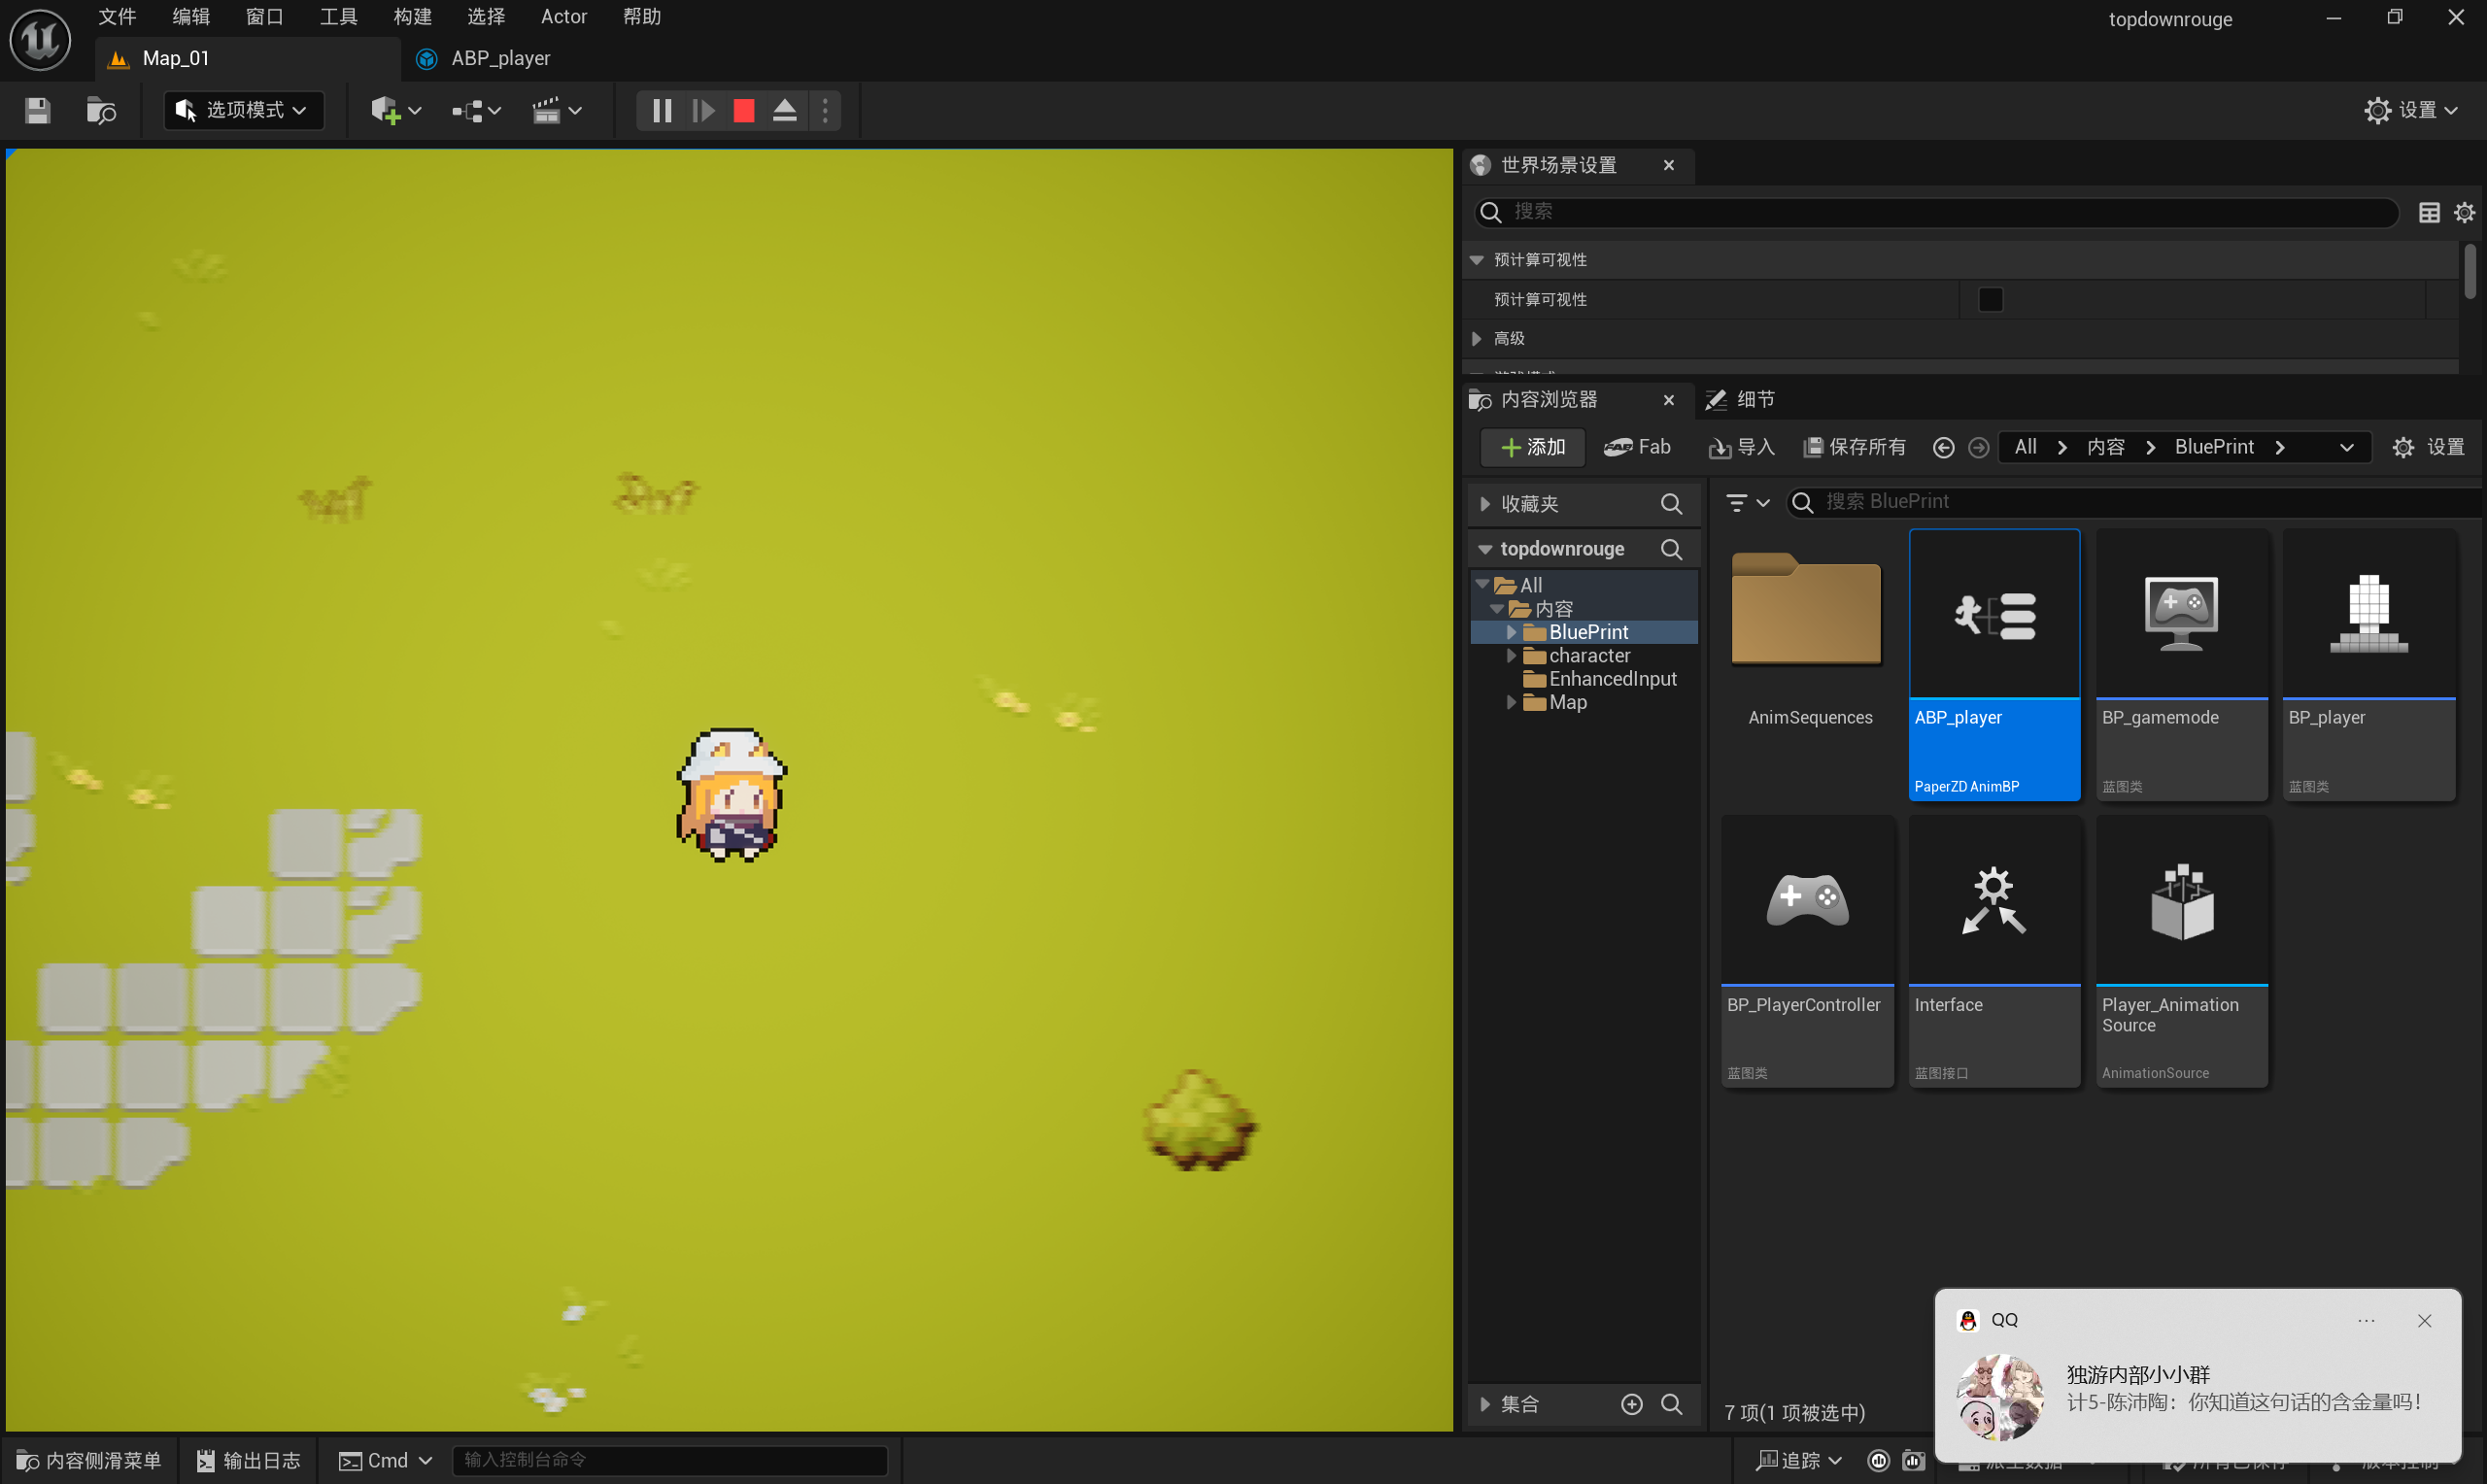 文件 编辑 窗口 工具 构建 选择 Actor 帮助
topdownrouge
Map_01
ABP_player
选项模式
设置
世界场景设置
搜索
预计算可视性
预计算可视性
高级
内容浏览器
细节
添加
Fab
导入
保存所有
All
内容
BluePrint
设置
收藏夹
搜索 BluePrint
topdownrouge
All
内容
BluePrint
character
EnhancedInput
Map
AnimSequences
ABP_player
PaperZD AnimBP
BP_gamemode
蓝图类
BP_player
蓝图类
BP_PlayerController
蓝图类
Interface
蓝图接口
Player_Animation
Source
AnimationSource
集合
7 项(1 项被选中)
QQ
独游内部小小群
计5-陈沛陶：你知道这句话的含金量吗！
内容侧滑菜单
输出日志
Cmd
输入控制台命令
追踪